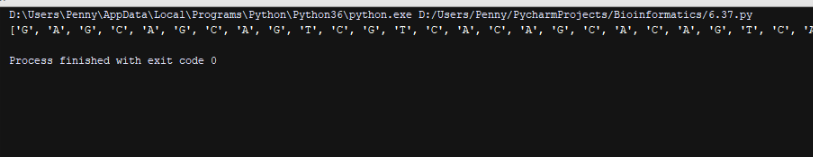 D:\Users\Penny\AppData\Local\Programs\Python\Python36\python.exe D:/Users/Penny/PycharmProjects/Bioinformatics/6.37.py
['G', 'A', 'G', 'C', 'A', 'G', 'C', 'A', 'G', 'T', 'C', 'G', 'T', 'C', 'A', 'C', 'A', 'G', 'C', 'A', 'C', 'A', 'G', 'T', 'C', 'A
Process finished with exit code 0